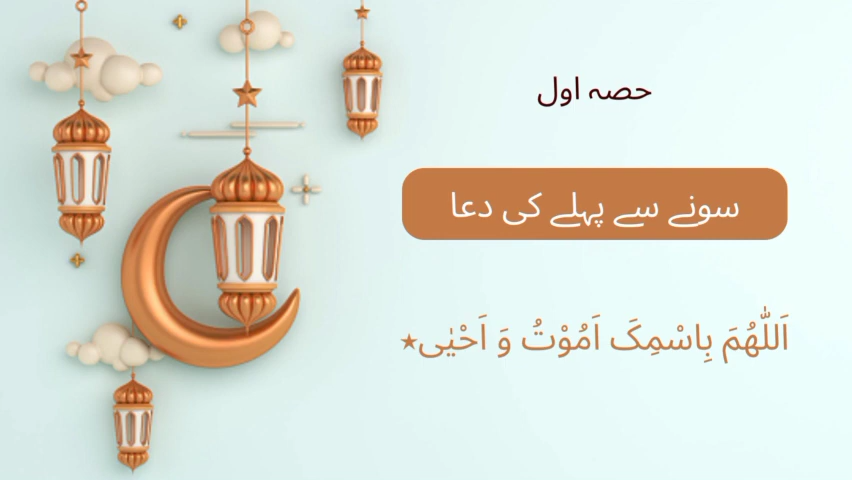 حصہ اول
سونے سے پہلے کی دعا
اَللّٰهُمَ بِاسْمِکَ اَمُوْتُ وَ اَحْیٰی٭